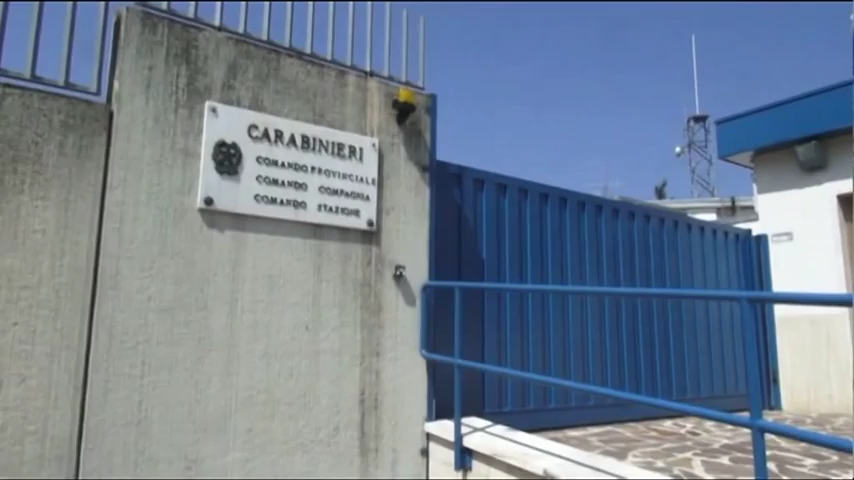 CARABINIERI
COMANDO PROVINCIALE
COMANDO COMPAGNIA
COMANDO STAZIONE